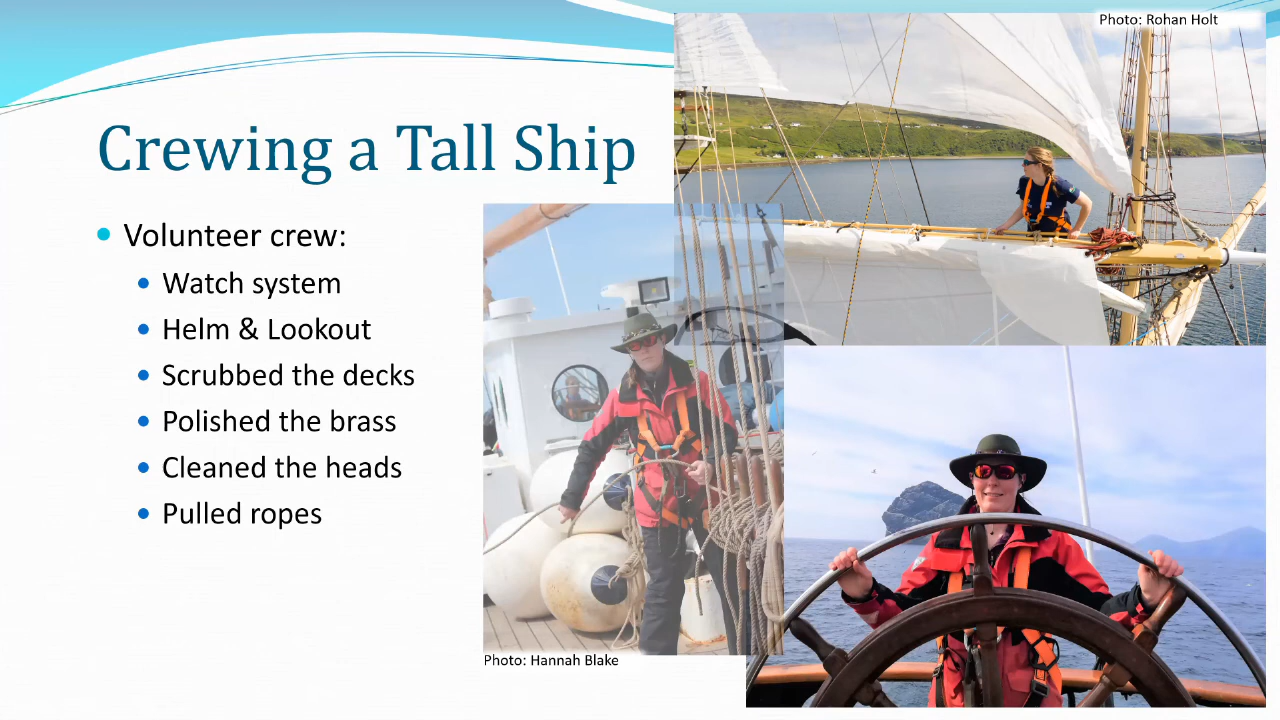 Photo: Rohan Holt
Crewing a Tall Ship
Volunteer crew:
Watch system
Helm & Lookout
Scrubbed the decks
Polished the brass
Cleaned the heads
Pulled ropes
Photo: Hannah Blake